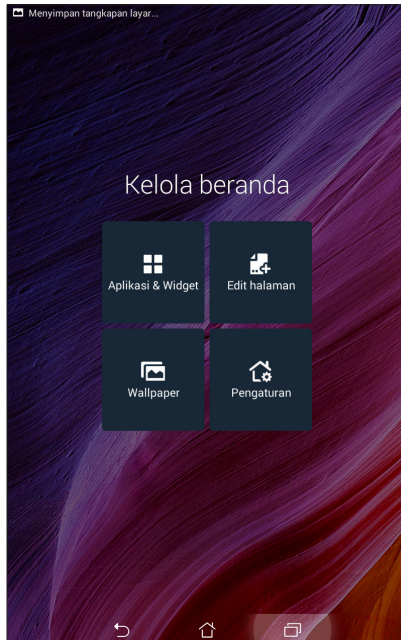 Menyimpan tangkapan layar...
Kelola beranda
Aplikasi & Widget
Edit halaman
Wallpaper
Pengaturan